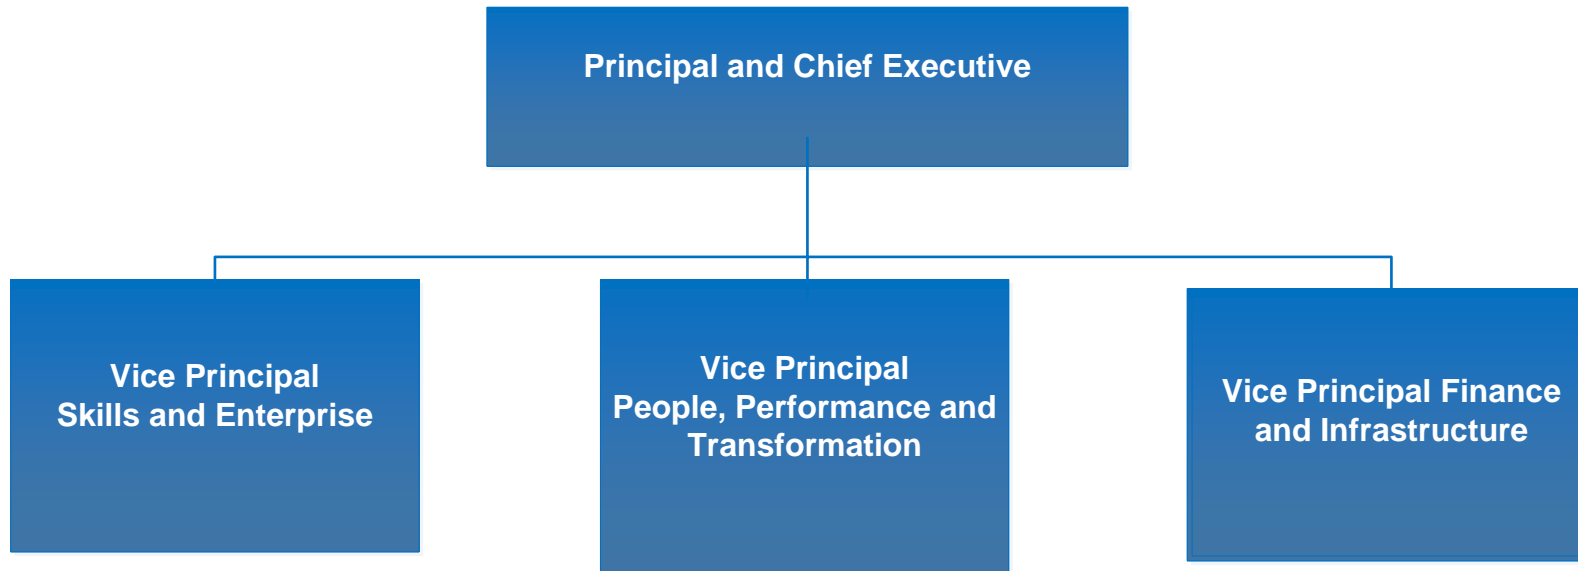 Principal and Chief Executive
Vice Principal
Skills and Enterprise
Vice Principal
People, Performance and
Transformation
Vice Principal Finance
and Infrastructure